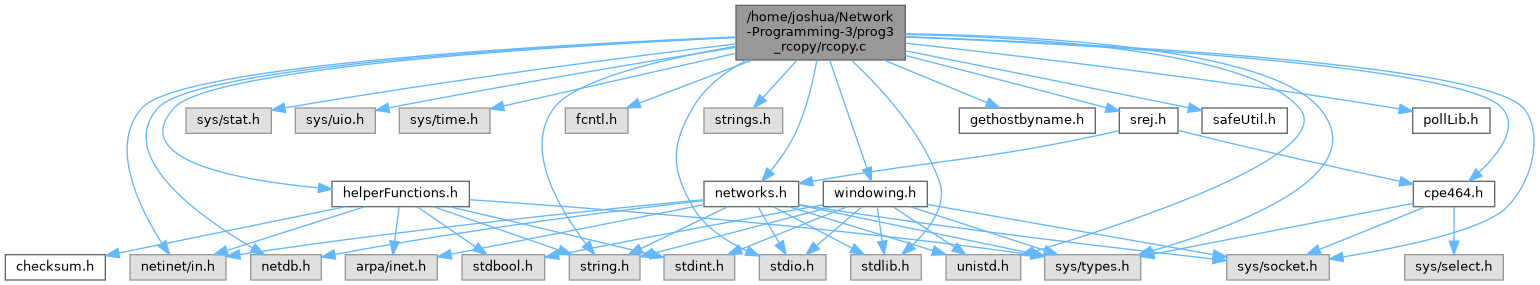 /home/joshua/Network
-Programming-3/prog3
_rcopy/rcopy.c
sys/stat.h
sys/uio.h
sys/time.h
fcntl.h
strings.h
gethostbyname.h
srej.h
safeUtil.h
pollLib.h
helperFunctions.h
networks.h
windowing.h
cpe464.h
checksum.h
netinet/in.h
netdb.h
arpa/inet.h
stdbool.h
string.h
stdint.h
stdio.h
stdlib.h
unistd.h
sys/types.h
sys/socket.h
sys/select.h